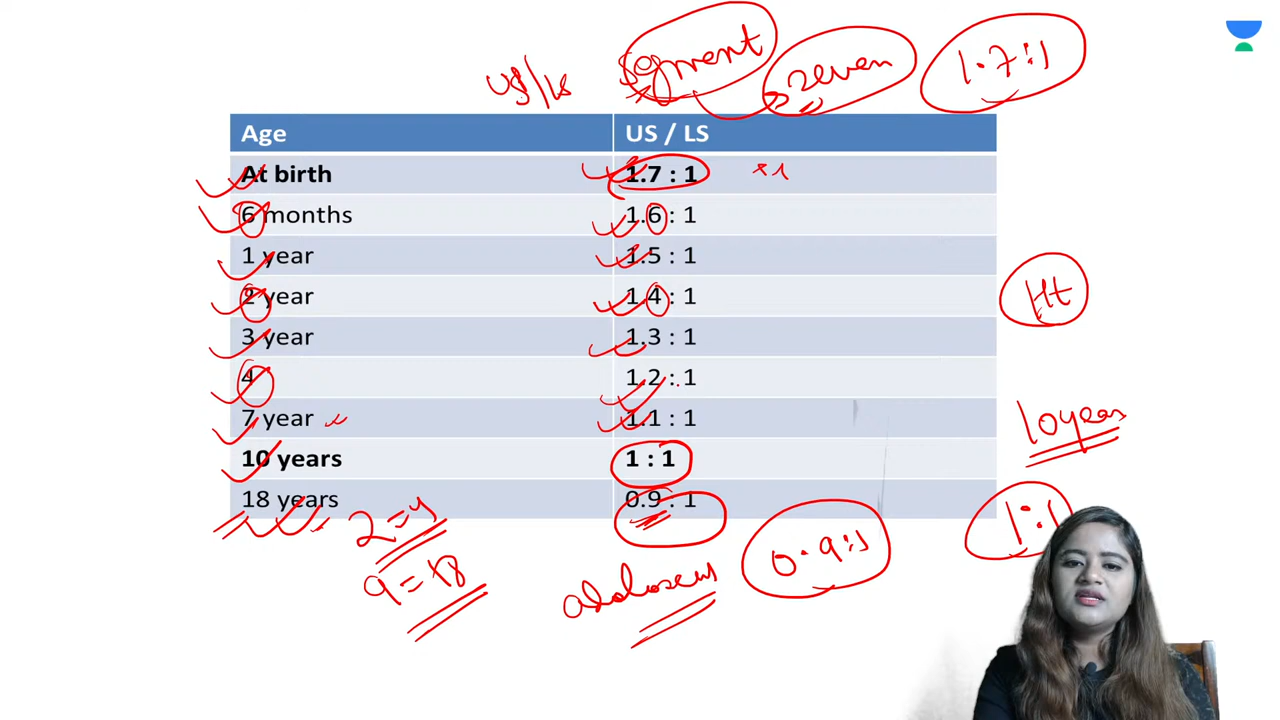 US/LS segment seven 1.7:1
Age US / LS
At birth 1.7 : 1
6 months 1.6 : 1
1 year 1.5 : 1
2 year 1.4 : 1
3 year 1.3 : 1
Ht
4 1.2 : 1
7 year 1.1 : 1
10 years
10 years 1 : 1
18 years 0.9 : 1
2=4
1:1
0.9:1
9=18